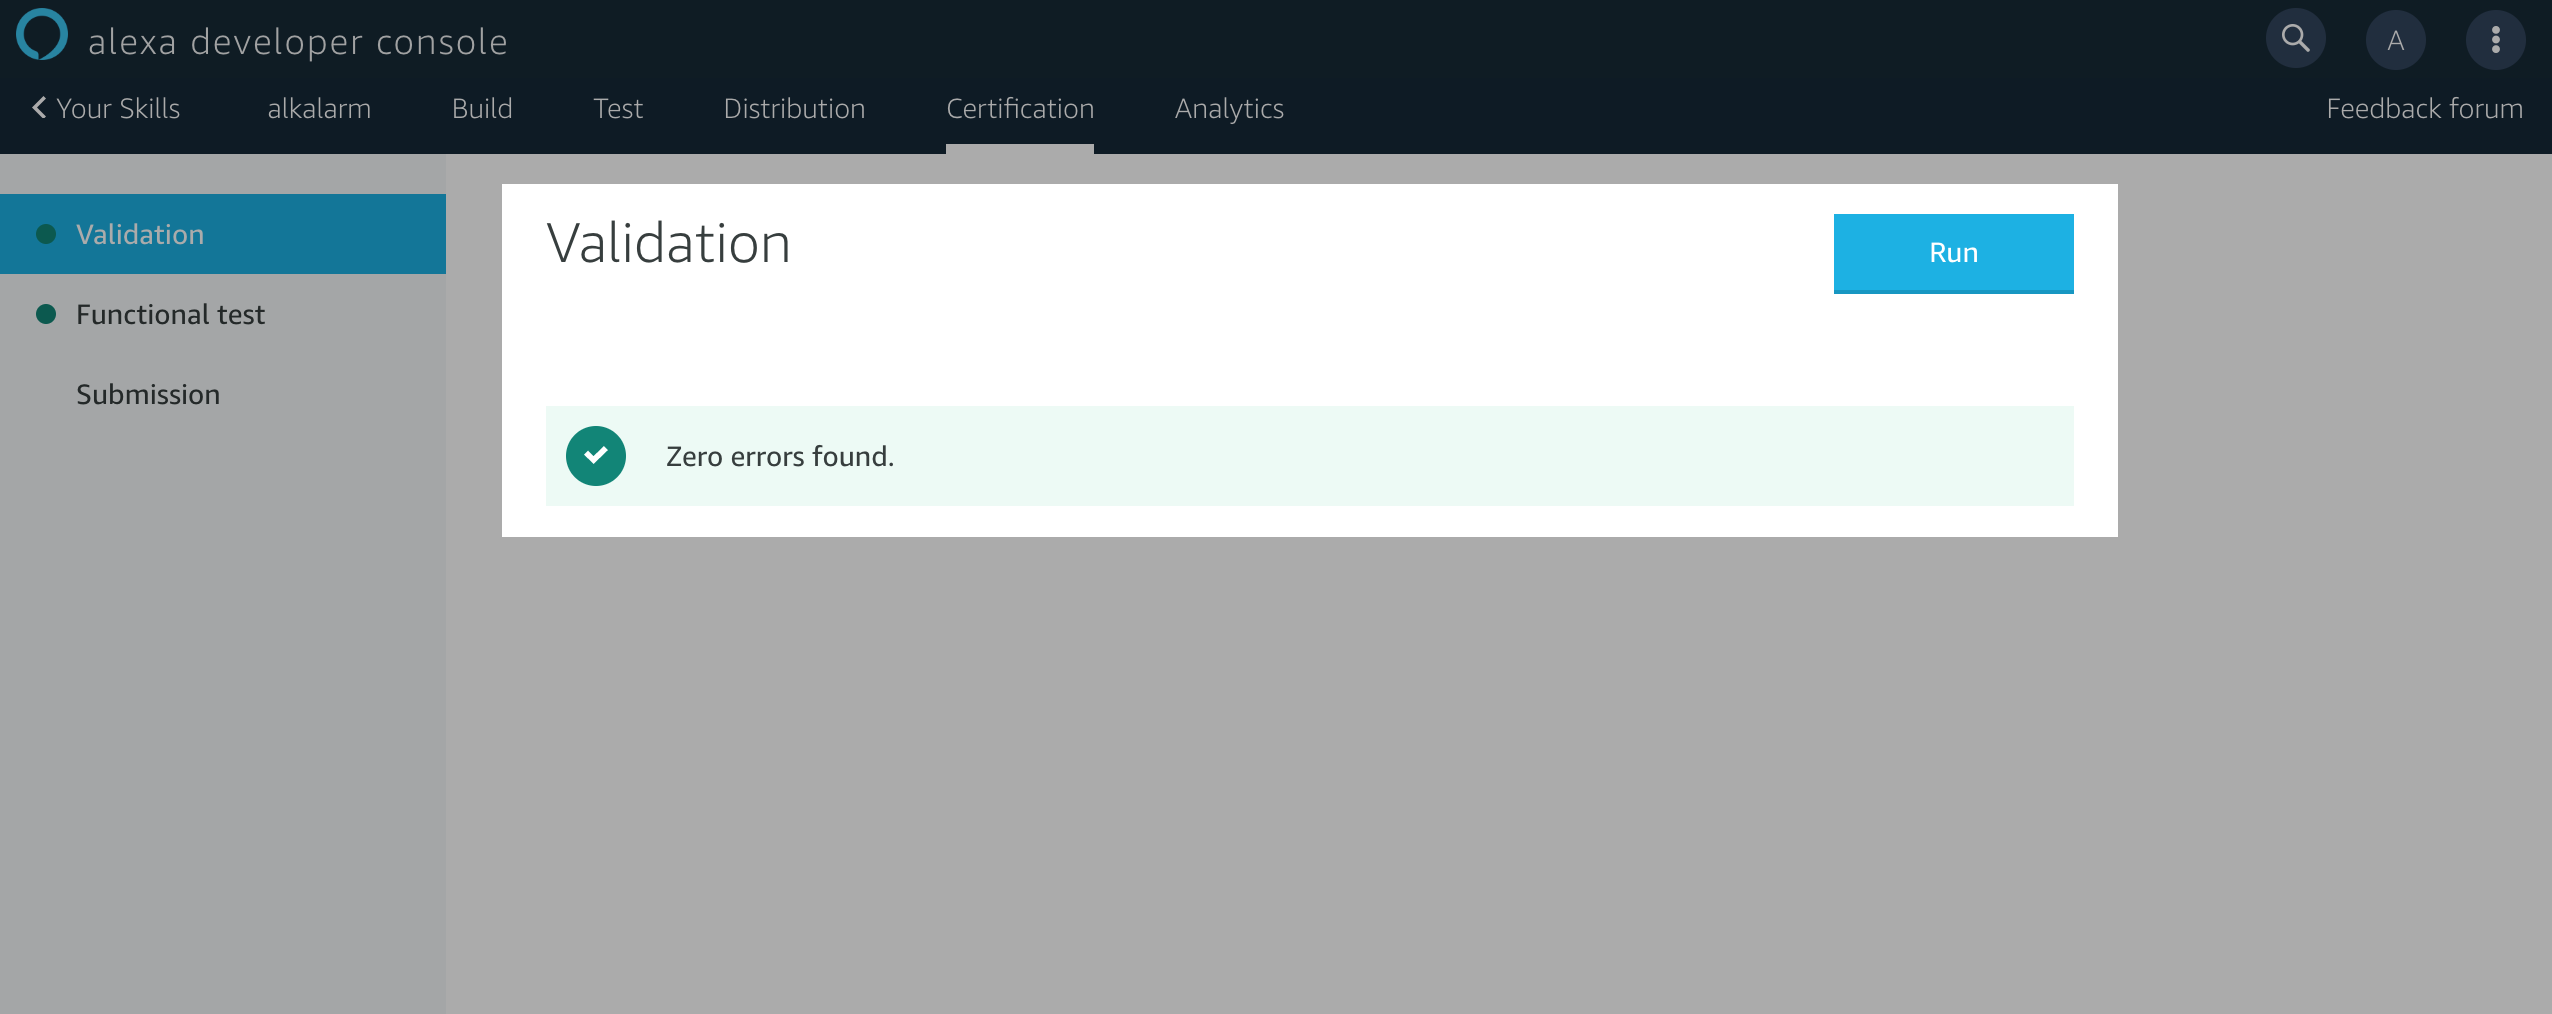 alexa developer console
A
Your Skills alkalarm Build Test Distribution Certification Analytics Feedback forum
Validation
Functional test
Submission
Validation
Run
Zero errors found.